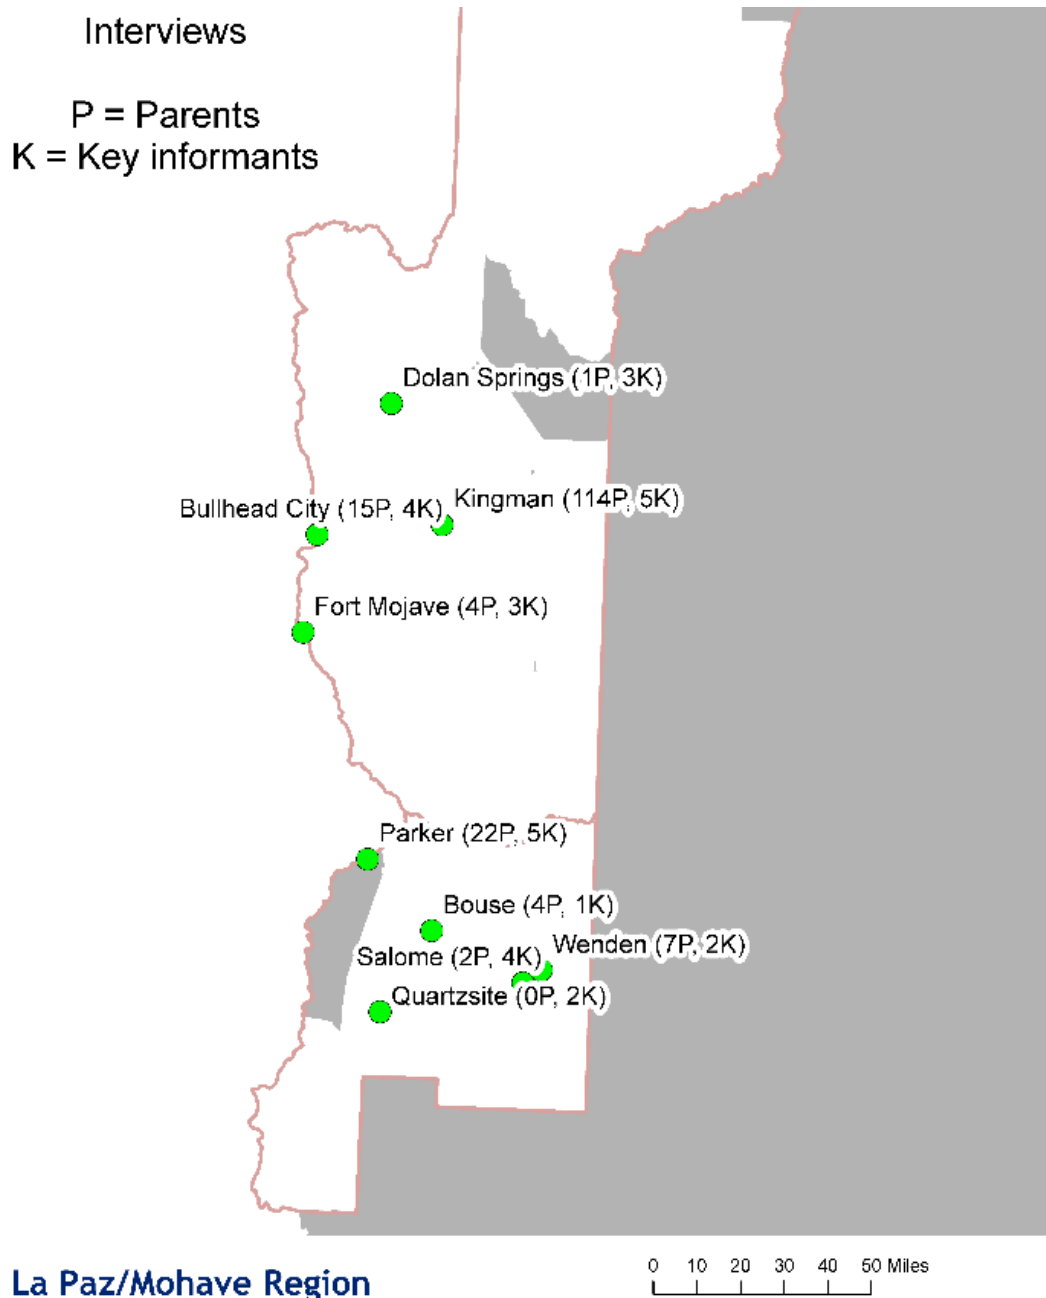 Interviews
P = Parents
K = Key informants
Dolan Springs (1P, 3K)
Kingman (114P, 5K)
Bullhead City (15P, 4K)
Fort Mojave (4P, 3K)
Parker (22P, 5K)
Bouse (4P, 1K)
Wenden (7P, 2K)
Salome (2P, 4K)
Quartzsite (0P, 2K)
0 10 20 30 40 50 Miles
La Paz/Mohave Region